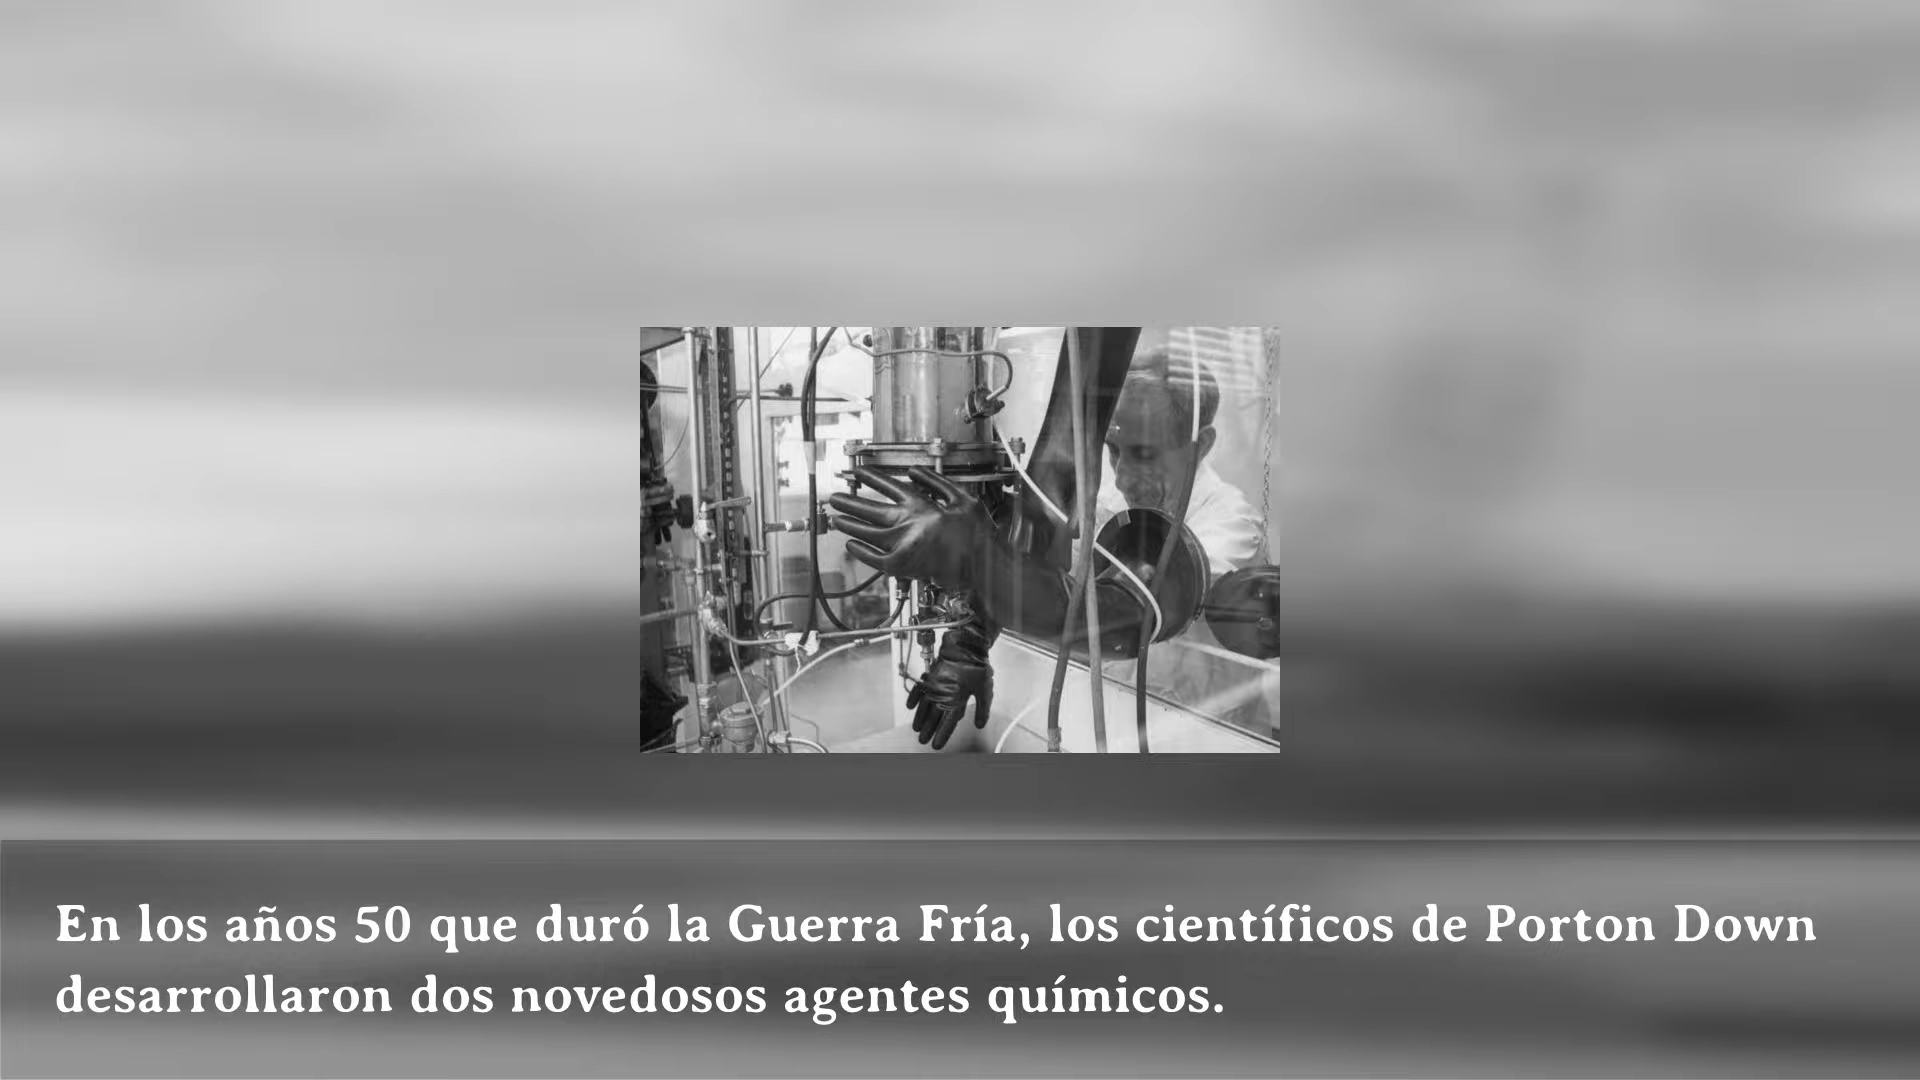 En los años 50 que duró la Guerra Fría, los científicos de Porton Down
desarrollaron dos novedosos agentes químicos.